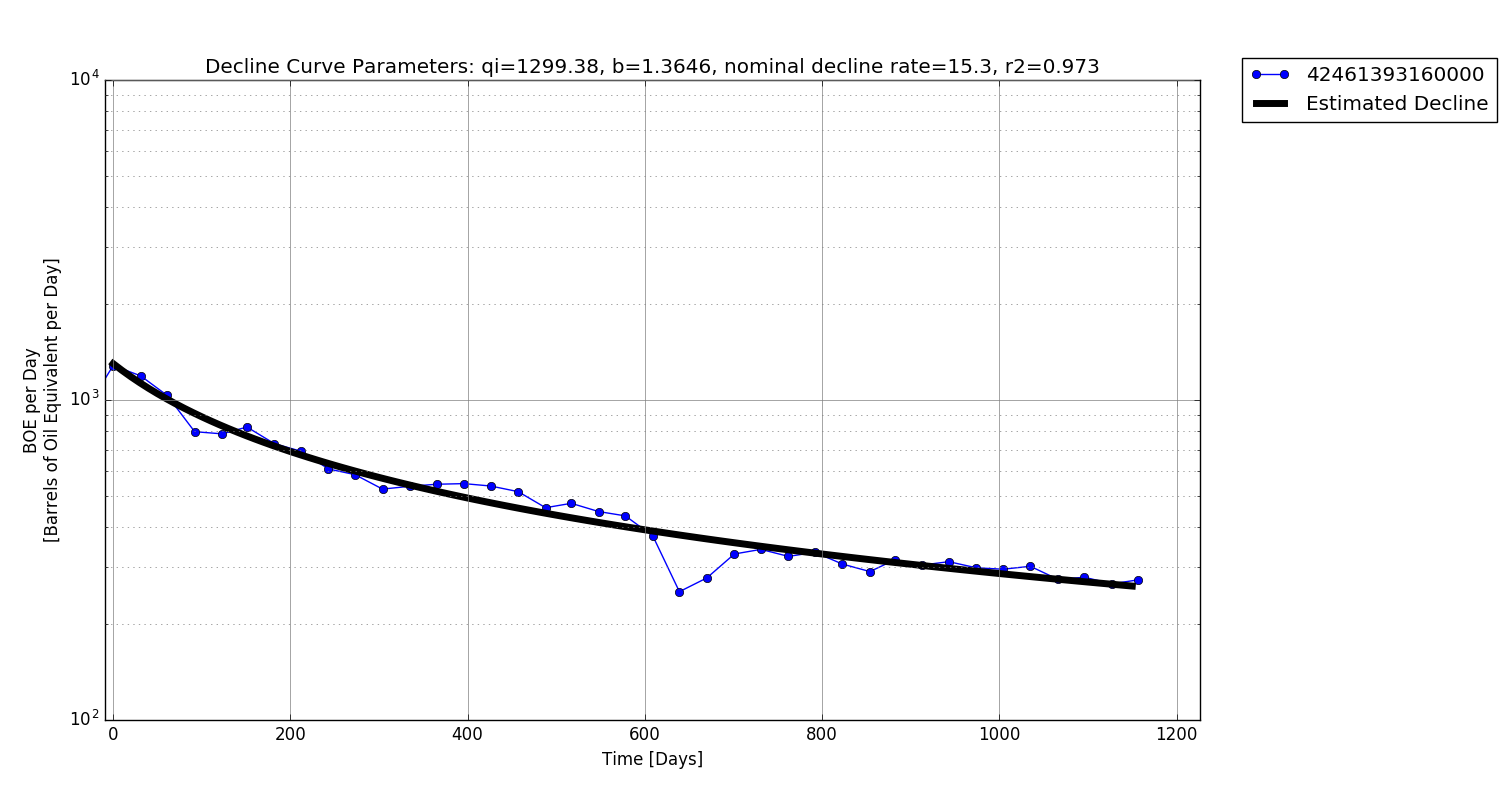 Decline Curve Parameters: qi=1299.38, b=1.3646, nominal decline rate=15.3, r2=0.973
42461393160000
Estimated Decline
10^4
10^3
10^2
BOE per Day
[Barrels of Oil Equivalent per Day]
0 200 400 600 800 1000 1200
Time [Days]